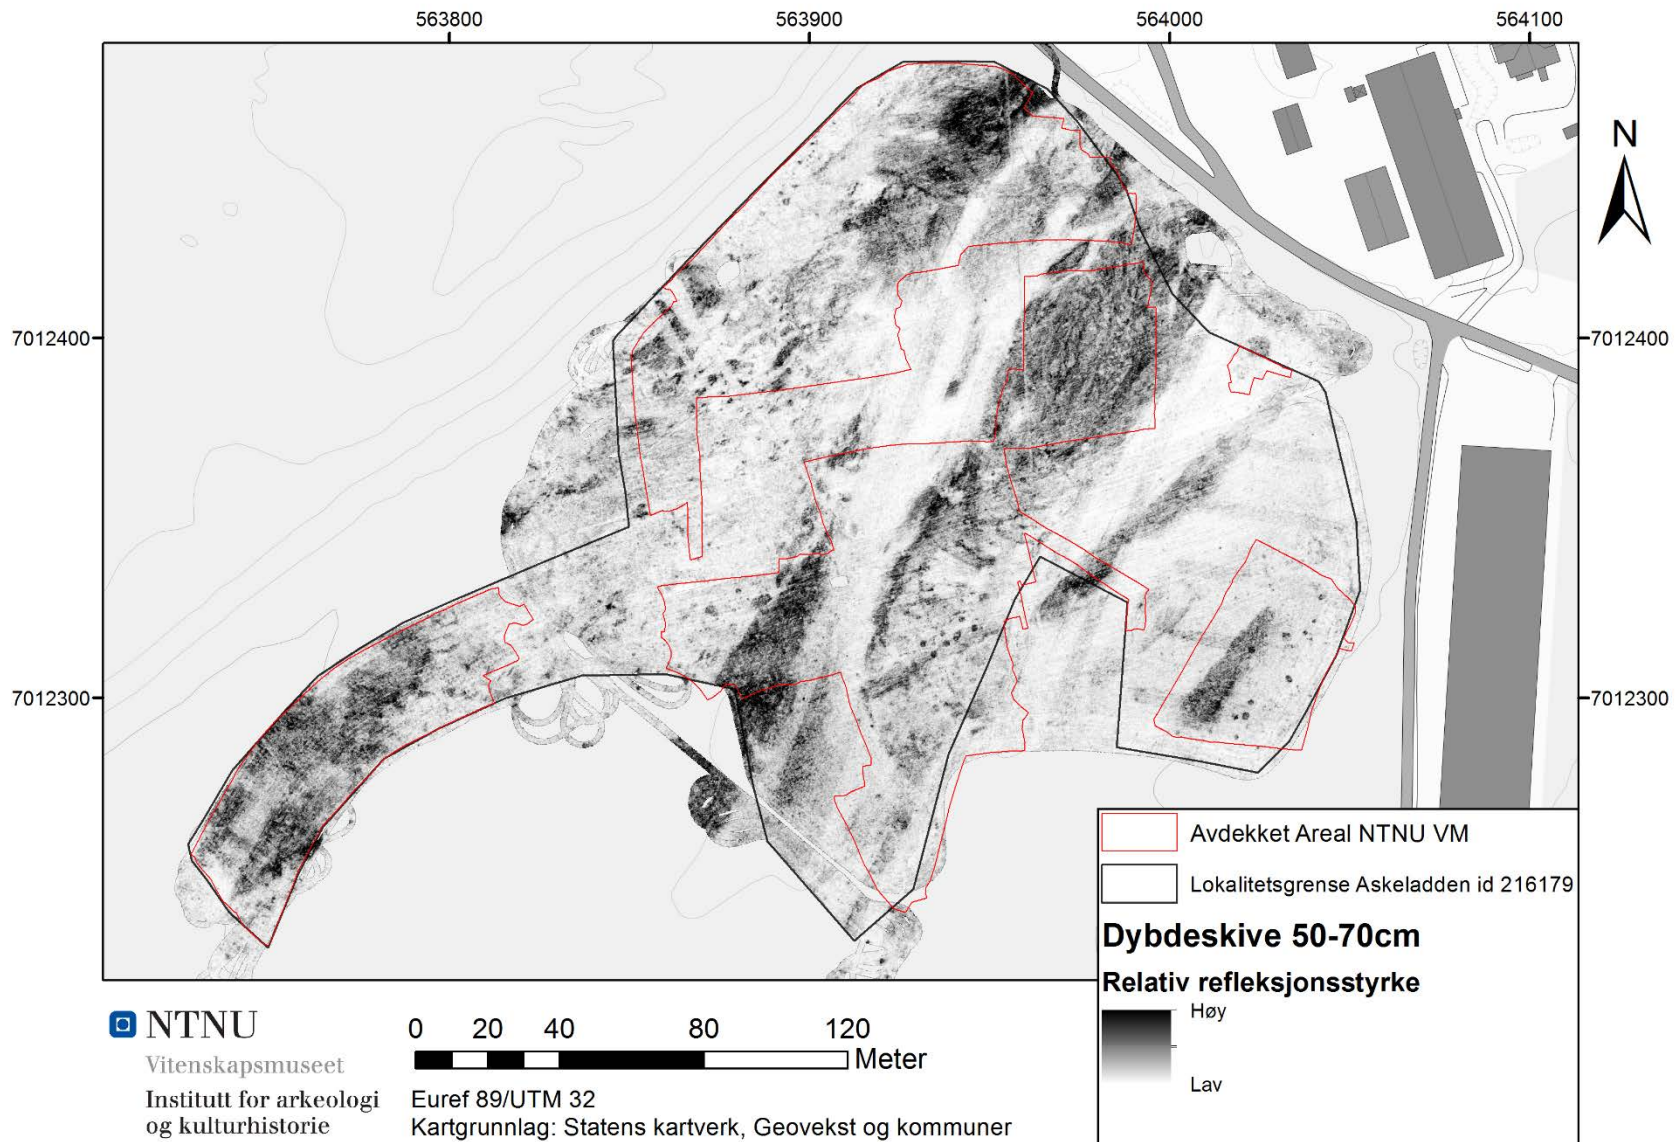 563800 563900 564000 564100
N
7012400 7012400
7012300 7012300
Avdekket Areal NTNU VM
Lokalitetsgrense Askeladden id 216179
Dybdeskive 50-70cm
Relativ refleksjonsstyrke
Høy
Lav
NTNU
Vitenskapsmuseet
Institutt for arkeologi
og kulturhistorie
0 20 40 80 120
Meter
Euref 89/UTM 32
Kartgrunnlag: Statens kartverk, Geovekst og kommuner